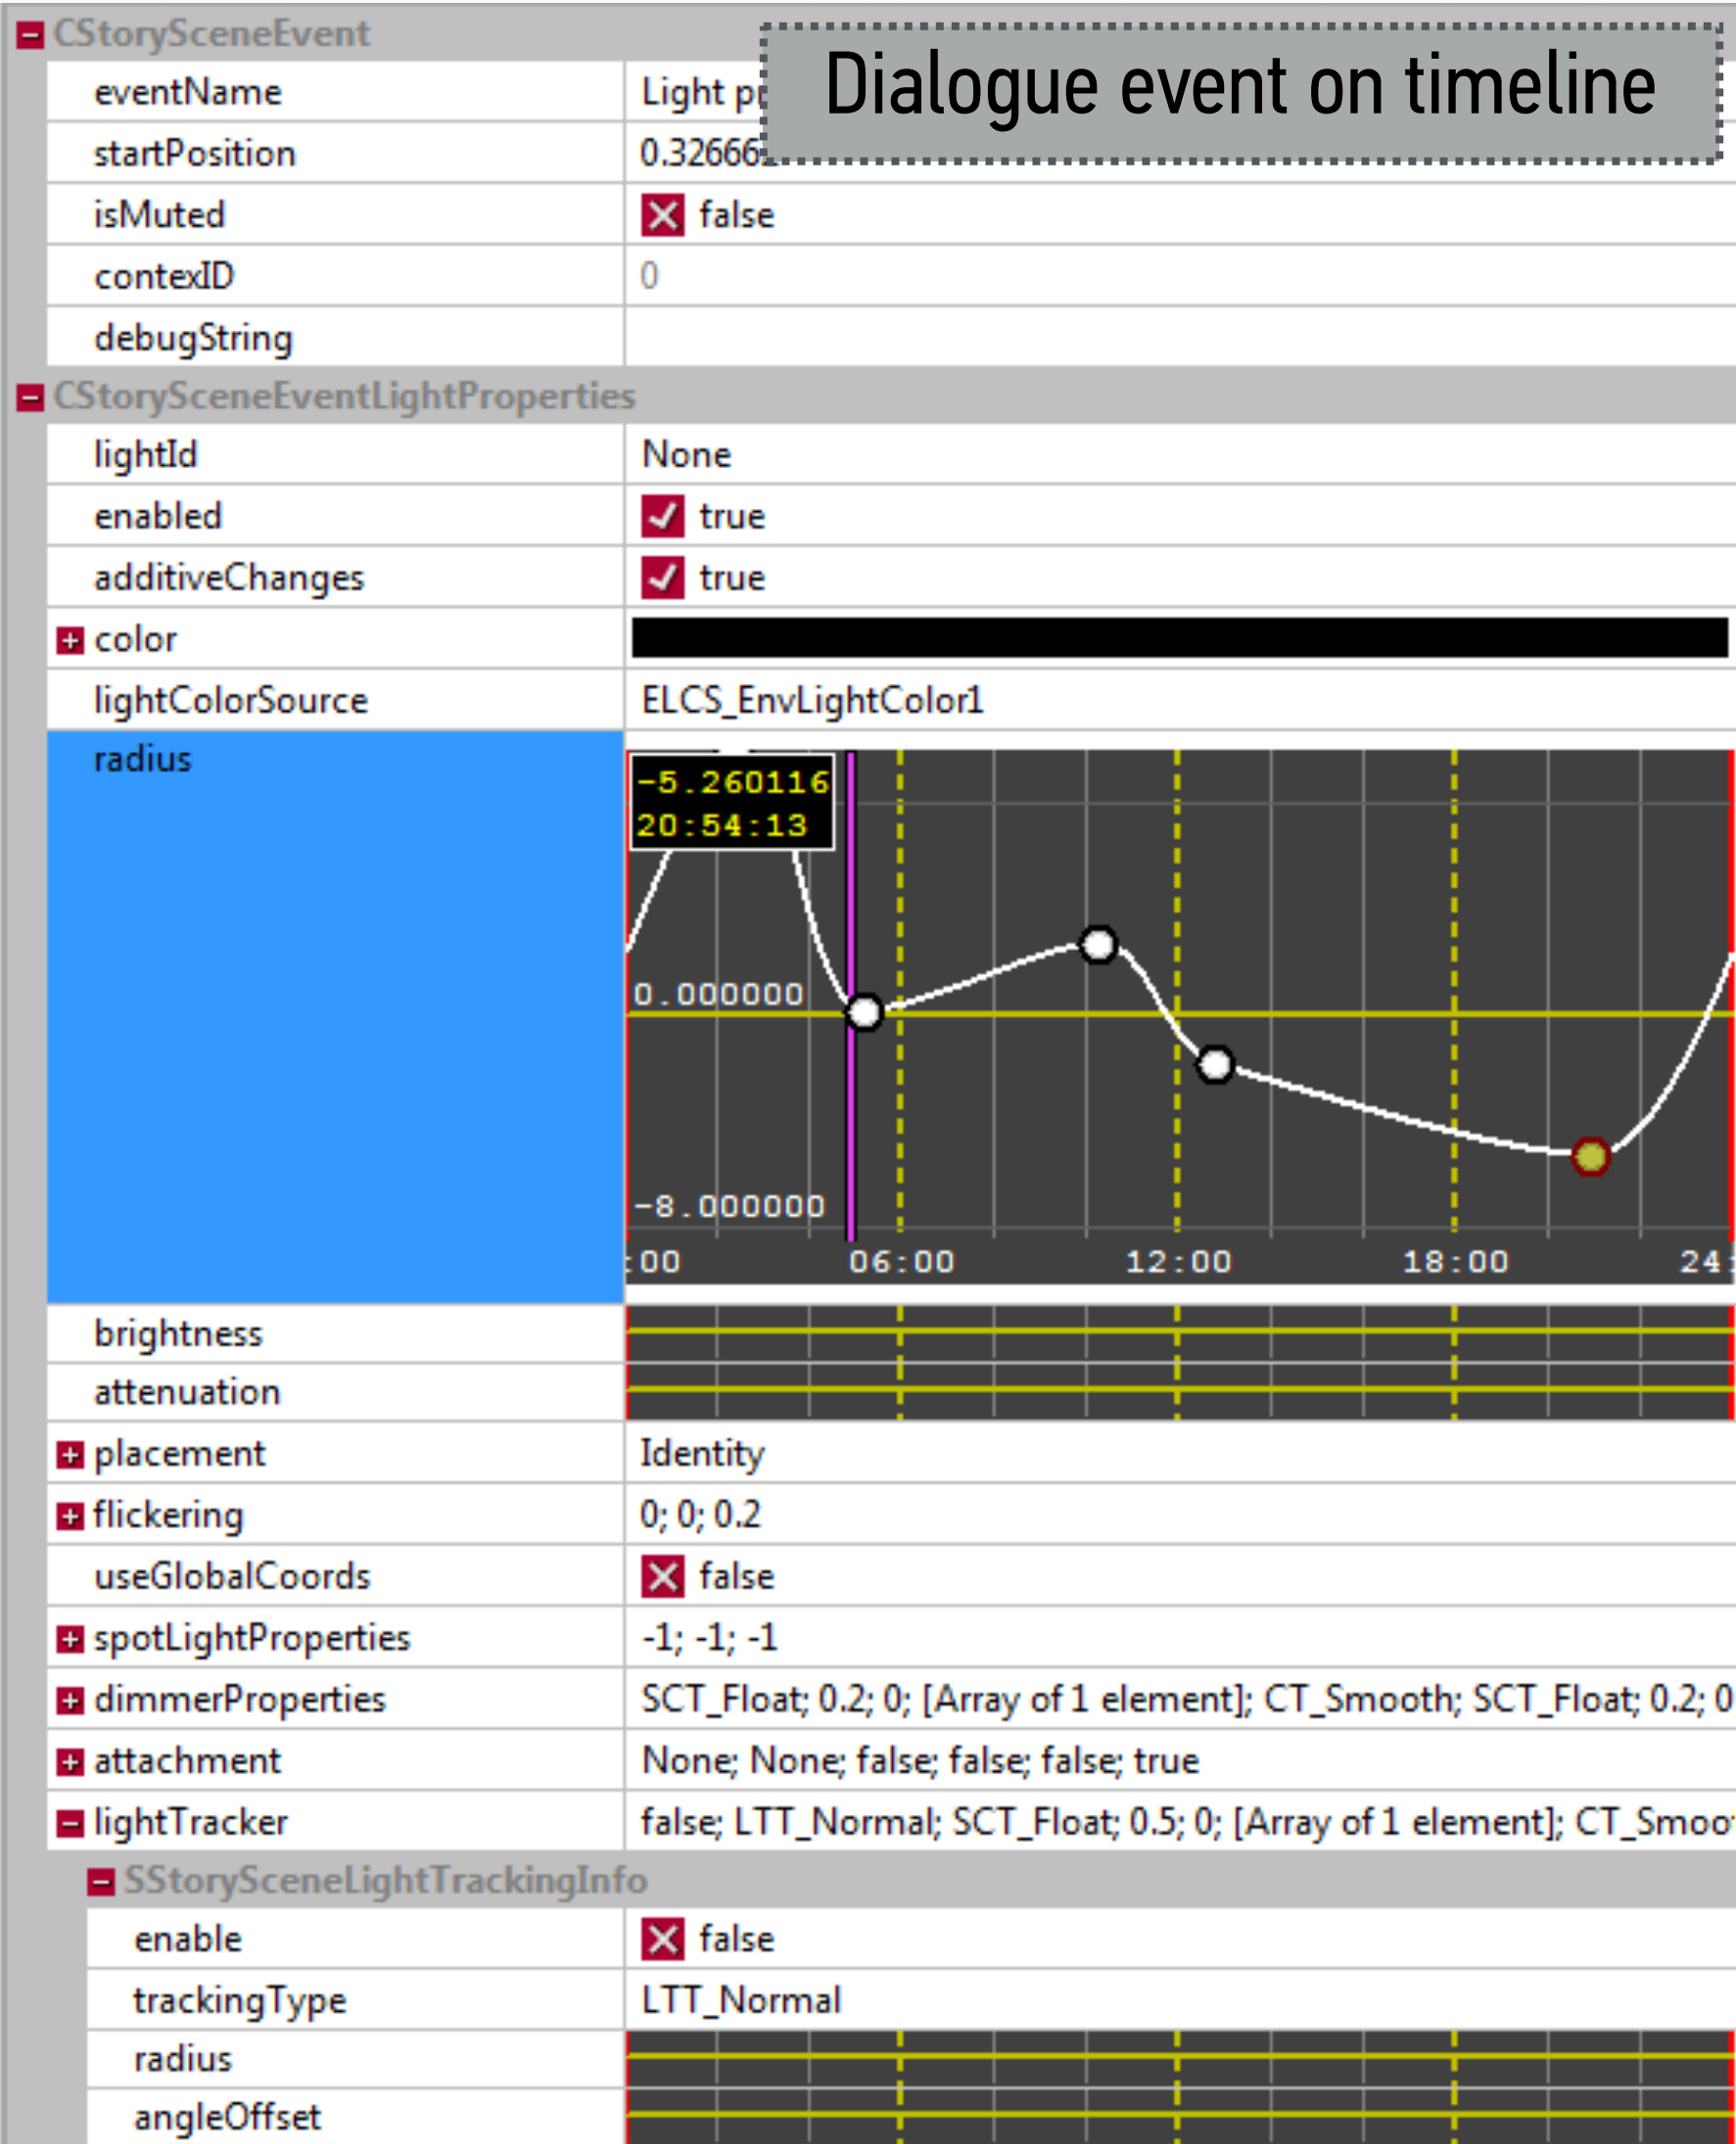 CStorySceneEvent
Dialogue event on timeline
eventName Light
startPosition 0.32666
isMuted false
contexID 0
debugString
CStorySceneEventLightProperties
lightId None
enabled true
additiveChanges true
color
lightColorSource ELCS_EnvLightColor1
radius
-5.260116
20:54:13
0.000000
-8.000000
:00 06:00 12:00 18:00 24:
brightness
attenuation
placement Identity
flickering 0; 0; 0.2
useGlobalCoords false
spotLightProperties -1; -1; -1
dimmerProperties SCT_Float; 0.2; 0; [Array of 1 element]; CT_Smooth; SCT_Float; 0.2; 0
attachment None; None; false; false; false; true
lightTracker false; LTT_Normal; SCT_Float; 0.5; 0; [Array of 1 element]; CT_Smoo
SStorySceneLightTrackingInfo
enable false
trackingType LTT_Normal
radius
angleOffset